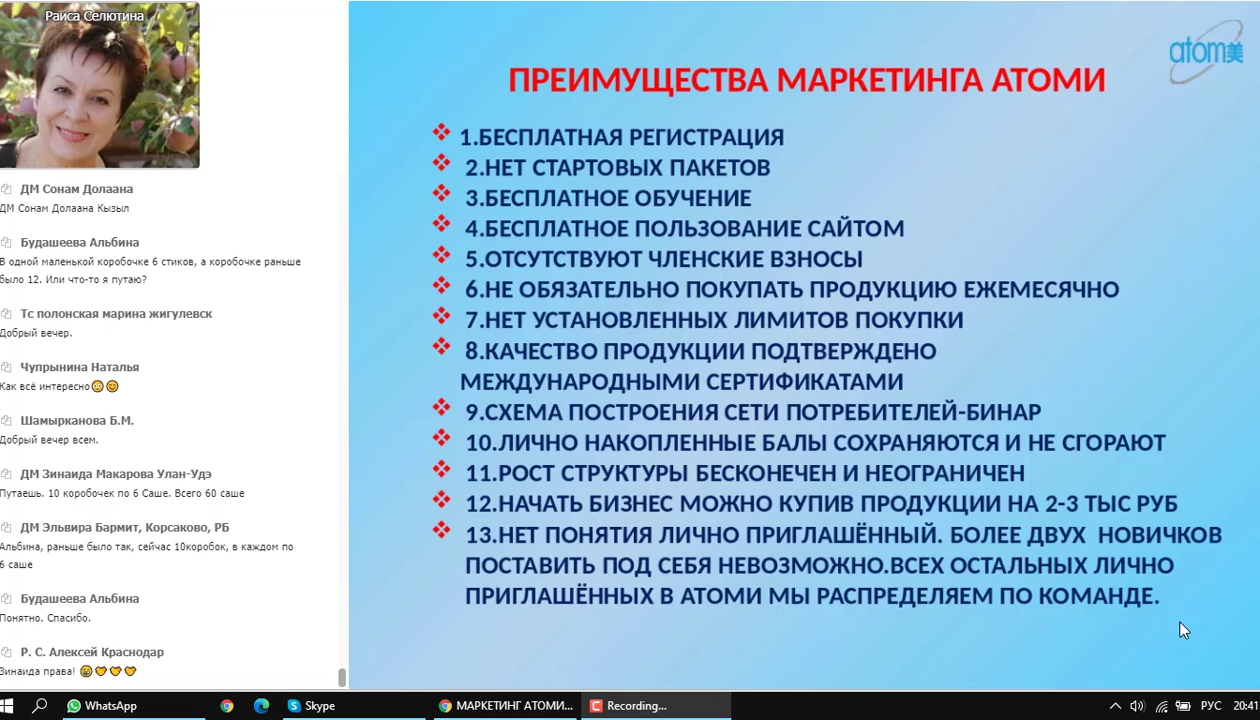 Раиса Селютина
ДМ Сонам Долаана
ДМ Сонам Долаана Кызыл
Будашеева Альбина
В одной маленькой коробочке 6 стиков, а коробочке раньше
было 12. Или что-то я путаю?
Тс полонская марина жигулевск
Добрый вечер.
Чупрынина Наталья
Как всё интересно
Шамырканова Б.М.
Добрый вечер всем.
ДМ Зинаида Макарова Улан-Удэ
Путаешь. 10 коробочек по 6 Саше. Всего 60 саше
ДМ Эльвира Бармит, Корсаково, РБ
Альбина, раньше было так, сейчас 10коробок, в каждом по
6 саше
Будашеева Альбина
Понятно. Спасибо.
Р. С. Алексей Краснодар
Зинаида права!
atom美
ПРЕИМУЩЕСТВА МАРКЕТИНГА АТОМИ
1.БЕСПЛАТНАЯ РЕГИСТРАЦИЯ
2.НЕТ СТАРТОВЫХ ПАКЕТОВ
3.БЕСПЛАТНОЕ ОБУЧЕНИЕ
4.БЕСПЛАТНОЕ ПОЛЬЗОВАНИЕ САЙТОМ
5.ОТСУТСТВУЮТ ЧЛЕНСКИЕ ВЗНОСЫ
6.НЕ ОБЯЗАТЕЛЬНО ПОКУПАТЬ ПРОДУКЦИЮ ЕЖЕМЕСЯЧНО
7.НЕТ УСТАНОВЛЕННЫХ ЛИМИТОВ ПОКУПКИ
8.КАЧЕСТВО ПРОДУКЦИИ ПОДТВЕРЖДЕНО
МЕЖДУНАРОДНЫМИ СЕРТИФИКАТАМИ
9.СХЕМА ПОСТРОЕНИЯ СЕТИ ПОТРЕБИТЕЛЕЙ-БИНАР
10.ЛИЧНО НАКОПЛЕННЫЕ БАЛЫ СОХРАНЯЮТСЯ И НЕ СГОРАЮТ
11.РОСТ СТРУКТУРЫ БЕСКОНЕЧЕН И НЕОГРАНИЧЕН
12.НАЧАТЬ БИЗНЕС МОЖНО КУПИВ ПРОДУКЦИИ НА 2-3 ТЫС РУБ
13.НЕТ ПОНЯТИЯ ЛИЧНО ПРИГЛАШЁННЫЙ. БОЛЕЕ ДВУХ НОВИЧКОВ
ПОСТАВИТЬ ПОД СЕБЯ НЕВОЗМОЖНО.ВСЕХ ОСТАЛЬНЫХ ЛИЧНО
ПРИГЛАШЁННЫХ В АТОМИ МЫ РАСПРЕДЕЛЯЕМ ПО КОМАНДЕ.
WhatsApp
Skype
МАРКЕТИНГ АТОМИ...
Recording...
РУС
20:41